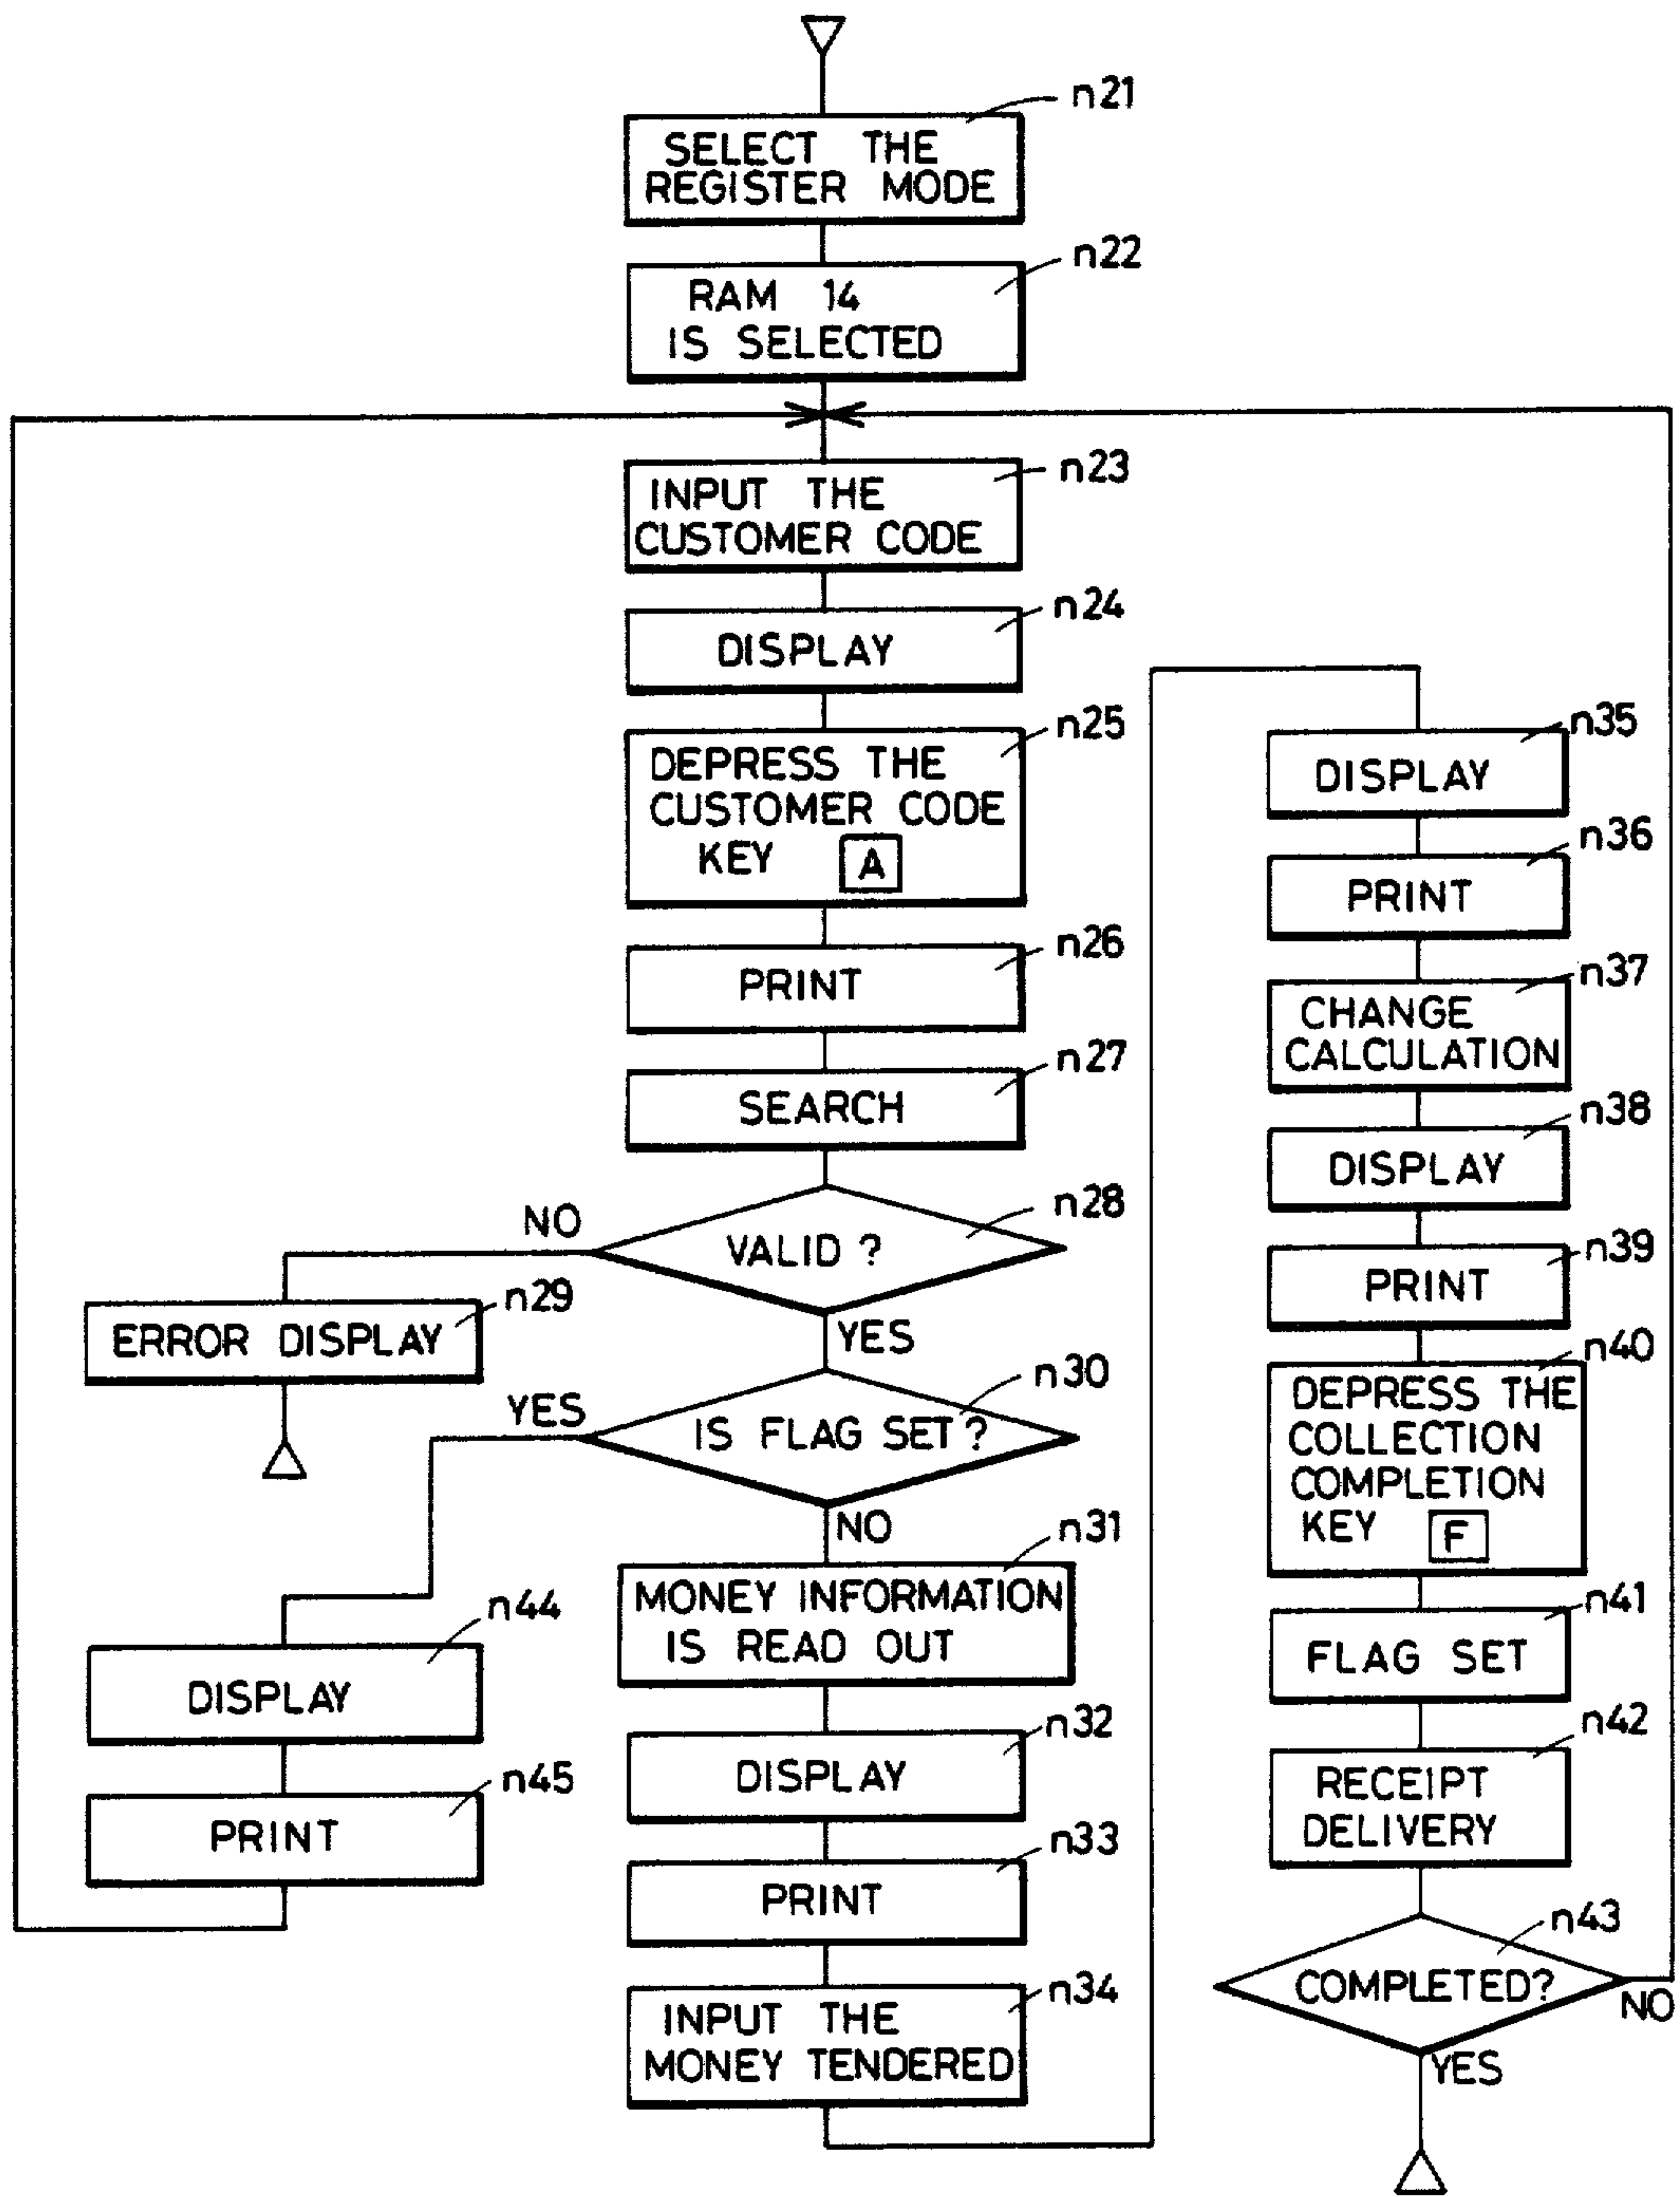 n21
SELECT THE
REGISTER MODE
n22
RAM 14
IS SELECTED
n23
INPUT THE
CUSTOMER CODE
n24
DISPLAY
n25
DEPRESS THE
CUSTOMER CODE
KEY A
n26
PRINT
n27
SEARCH
n28
VALID ?
NO
YES
n29
ERROR DISPLAY
n30
IS FLAG SET ?
YES
NO
n44
DISPLAY
n45
PRINT
n31
MONEY INFORMATION
IS READ OUT
n32
DISPLAY
n33
PRINT
n34
INPUT THE
MONEY TENDERED
n35
DISPLAY
n36
PRINT
n37
CHANGE
CALCULATION
n38
DISPLAY
n39
PRINT
n40
DEPRESS THE
COLLECTION
COMPLETION
KEY F
n41
FLAG SET
n42
RECEIPT
DELIVERY
n43
COMPLETED?
NO
YES